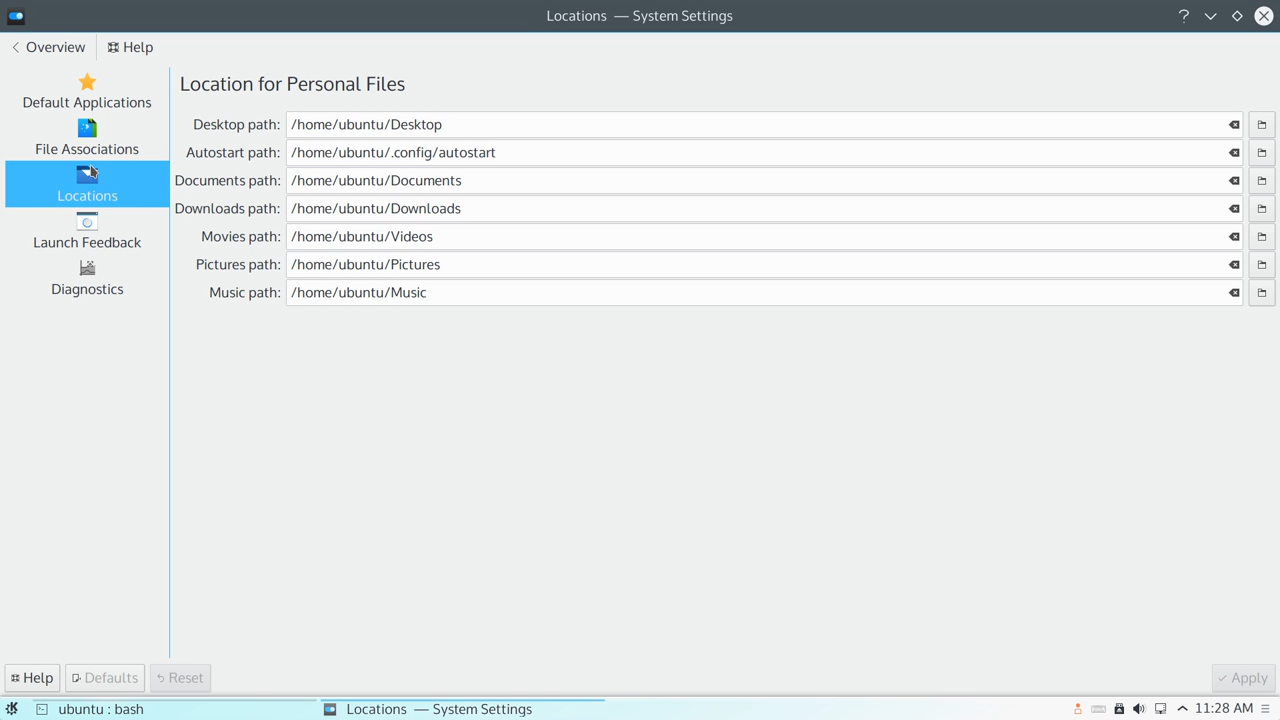 Locations — System Settings
Overview Help
Default Applications
File Associations
Locations
Launch Feedback
Diagnostics
Location for Personal Files
Desktop path: /home/ubuntu/Desktop
Autostart path: /home/ubuntu/.config/autostart
Documents path: /home/ubuntu/Documents
Downloads path: /home/ubuntu/Downloads
Movies path: /home/ubuntu/Videos
Pictures path: /home/ubuntu/Pictures
Music path: /home/ubuntu/Music
Help Defaults Reset Apply
ubuntu : bash Locations — System Settings 11:28 AM